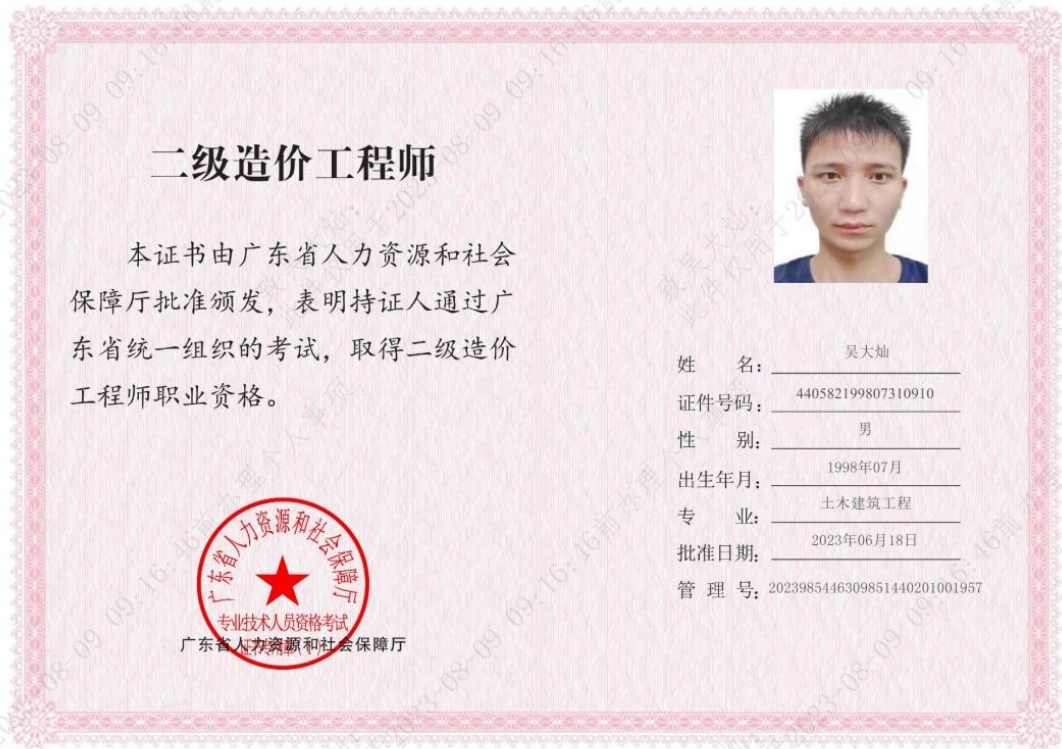 二级造价工程师
本证书由广东省人力资源和社会
保障厅批准颁发，表明持证人通过广
东省统一组织的考试，取得二级造价
工程师职业资格。
广东省人力资源和社会保障厅
专业技术人员资格考试
广东省人力资源和社会保障厅
姓 名： 吴大灿
证件号码： 440582199807310910
性 别： 男
出生年月： 1998年07月
专 业： 土木建筑工程
批准日期： 2023年06月18日
管 理 号： 20239854463098514402010​01957